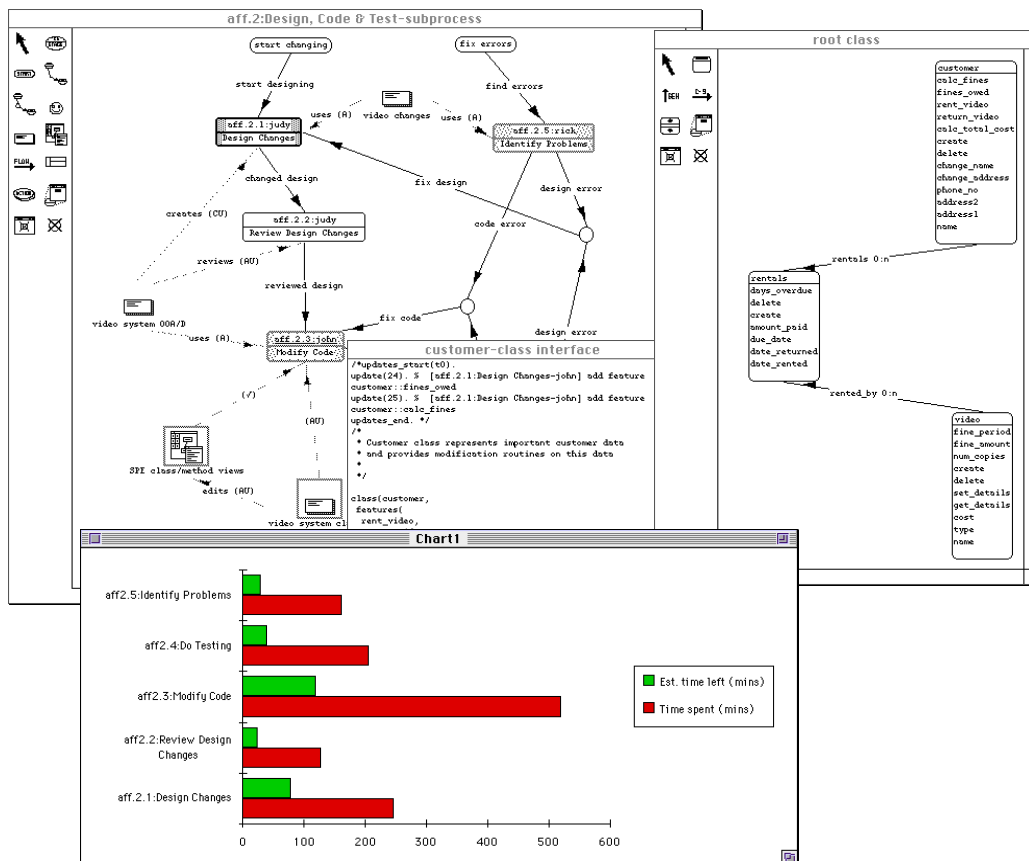 aff.2:Design, Code & Test-subprocess
START
FLOW
ACTION
start changing
fix errors
start designing
find errors
uses (A)
video changes
uses (A)
aff.2.1:judy
Design Changes
aff.2.5:rick
Identify Problems
changed design
fix design
design error
creates (CU)
code error
aff.2.2:judy
Review Design Changes
reviews (AU)
reviewed design
video system OOA/D
fix code
design error
uses (A)
aff.2.3:john
Modify Code
(√)
(AU)
SPE class/method views
edits (AU)
video system cl
root class
GEN
customer
calc_fines
fines_owed
rent_video
return_video
calc_total_cost
create
delete
change_name
change_address
phone_no
address2
address1
name
rentals 0:n
rentals
days_overdue
delete
create
amount_paid
due_date
date_returned
date_rented
rented_by 0:n
video
fine_period
fine_amount
num_copies
create
delete
set_details
get_details
cost
type
name
customer-class interface
/*updates_start(t0).
update(24). %  [aff.2.1:Design Changes-john] add feature
customer::fines_owed
update(25). %  [aff.2.1:Design Changes-john] add feature
customer::calc_fines
updates_end. */
/*
* Customer class represents important customer data
* and provides modification routines on this data
*
*/
class(customer,
features(
rent_video,
Chart1
aff2.5:Identify Problems
aff2.4:Do Testing
aff2.3:Modify Code
aff2.2:Review Design
Changes
aff.2.1:Design Changes
Est. time left (mins)
Time spent (mins)
0 100 200 300 400 500 600